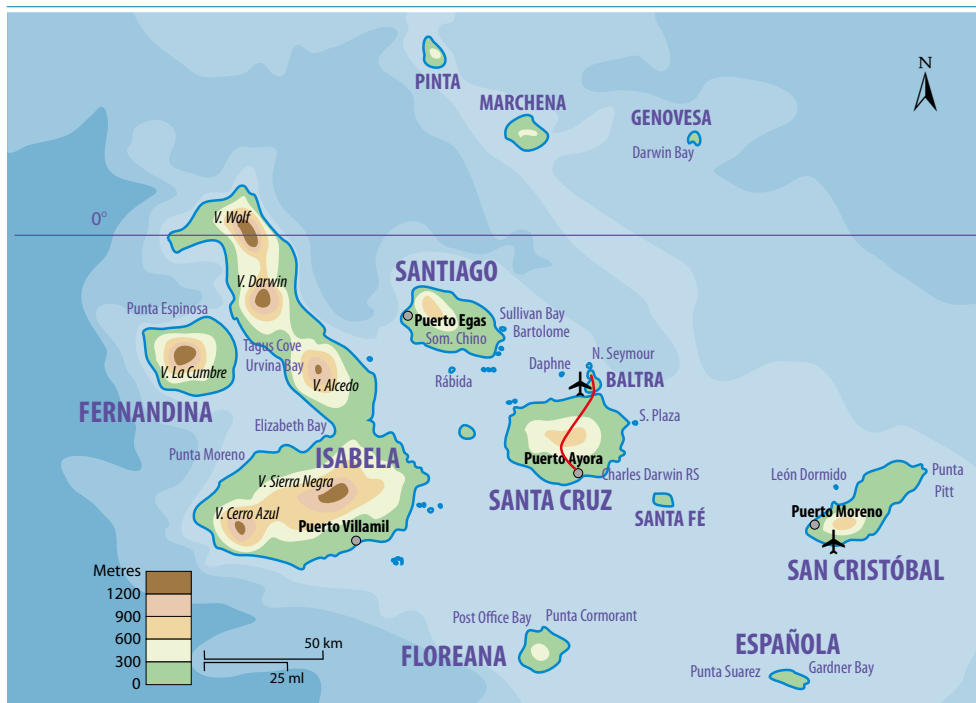 N
PINTA
MARCHENA
GENOVESA
Darwin Bay
0°
V. Wolf
SANTIAGO
V. Darwin
Punta Espinosa
Sullivan Bay
Puerto Egas
Bartolome
Som. Chino
Tagus Cove
N. Seymour
Urvina Bay
Daphne
V. La Cumbre
Rábida
BALTRA
V. Alcedo
FERNANDINA
S. Plaza
Elizabeth Bay
Punta Moreno
ISABELA
Puerto Ayora
V. Sierra Negra
Charles Darwin RS
León Dormido
Punta
Pitt
SANTA CRUZ
V. Cerro Azul
SANTA FÉ
Puerto Moreno
Puerto Villamil
SAN CRISTÓBAL
Metres
1200
900
600
300
0
50 km
25 ml
Post Office Bay
Punta Cormorant
FLOREANA
ESPAÑOLA
Punta Suarez
Gardner Bay